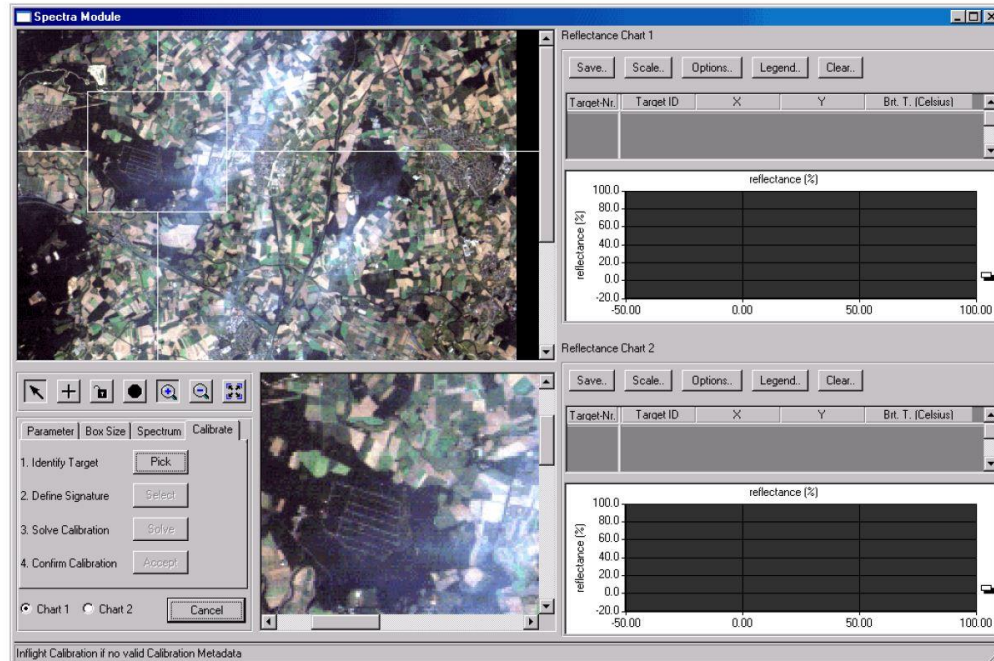 Spectra Module
Reflectance Chart 1
Save.. Scale.. Options.. Legend.. Clear..
Target-Nr. Target ID X Y Brt. T. (Celsius)
reflectance (%)
reflectance (%)
100.0
80.0
60.0
40.0
20.0
0.0
-20.0
-50.00 0.00 50.00 100.00
Reflectance Chart 2
Save.. Scale.. Options.. Legend.. Clear..
Target-Nr. Target ID X Y Brt. T. (Celsius)
reflectance (%)
reflectance (%)
100.0
80.0
60.0
40.0
20.0
0.0
-20.0
-50.00 0.00 50.00 100.00
Parameter Box Size Spectrum Calibrate
1. Identify Target Pick
2. Define Signature Select
3. Solve Calibration Solve
4. Confirm Calibration Accept
Chart 1 Chart 2 Cancel
Inflight Calibration if no valid Calibration Metadata